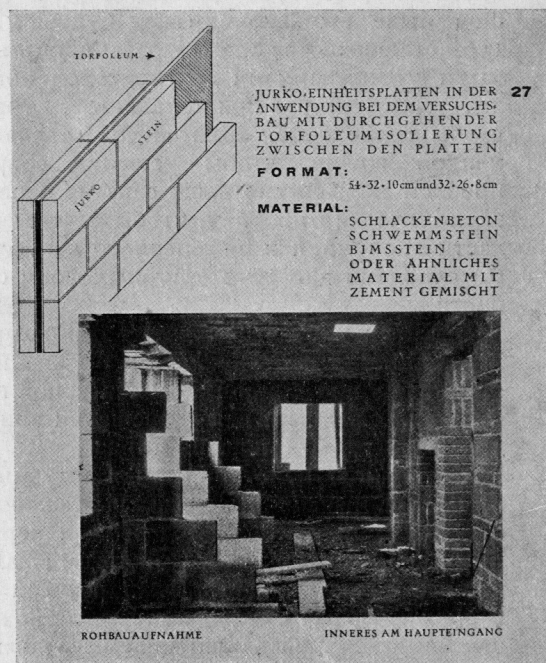 TORFOLEUM →
JURKO STEIN
JURKO-EINHEITSPLATTEN IN DER 27
ANWENDUNG BEI DEM VERSUCHS-
BAU MIT DURCHGEHENDER
TORFOLEUMISOLIERUNG
ZWISCHEN DEN PLATTEN
FORMAT:
54·32·10 cm und 32·26·8 cm
MATERIAL:
SCHLACKENBETON
SCHWEMMSTEIN
BIMSSTEIN
ODER ÄHNLICHES
MATERIAL MIT
ZEMENT GEMISCHT
ROHBAUAUFNAHME INNERES AM HAUPTEINGANG